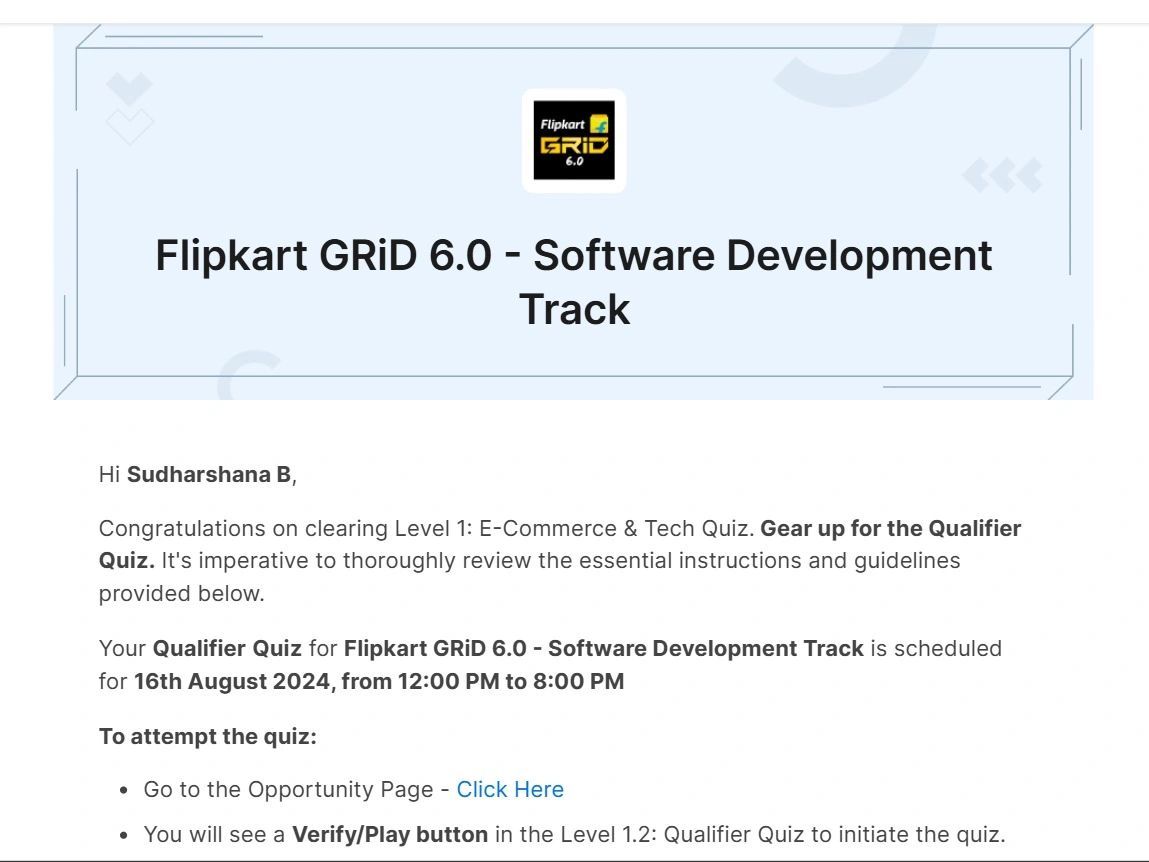 Flipkart
GRiD
6.0
Flipkart GRiD 6.0 - Software Development
Track
Hi Sudharshana B,
Congratulations on clearing Level 1: E-Commerce & Tech Quiz. Gear up for the Qualifier
Quiz. It's imperative to thoroughly review the essential instructions and guidelines
provided below.
Your Qualifier Quiz for Flipkart GRiD 6.0 - Software Development Track is scheduled
for 16th August 2024, from 12:00 PM to 8:00 PM
To attempt the quiz:
• Go to the Opportunity Page - Click Here
• You will see a Verify/Play button in the Level 1.2: Qualifier Quiz to initiate the quiz.